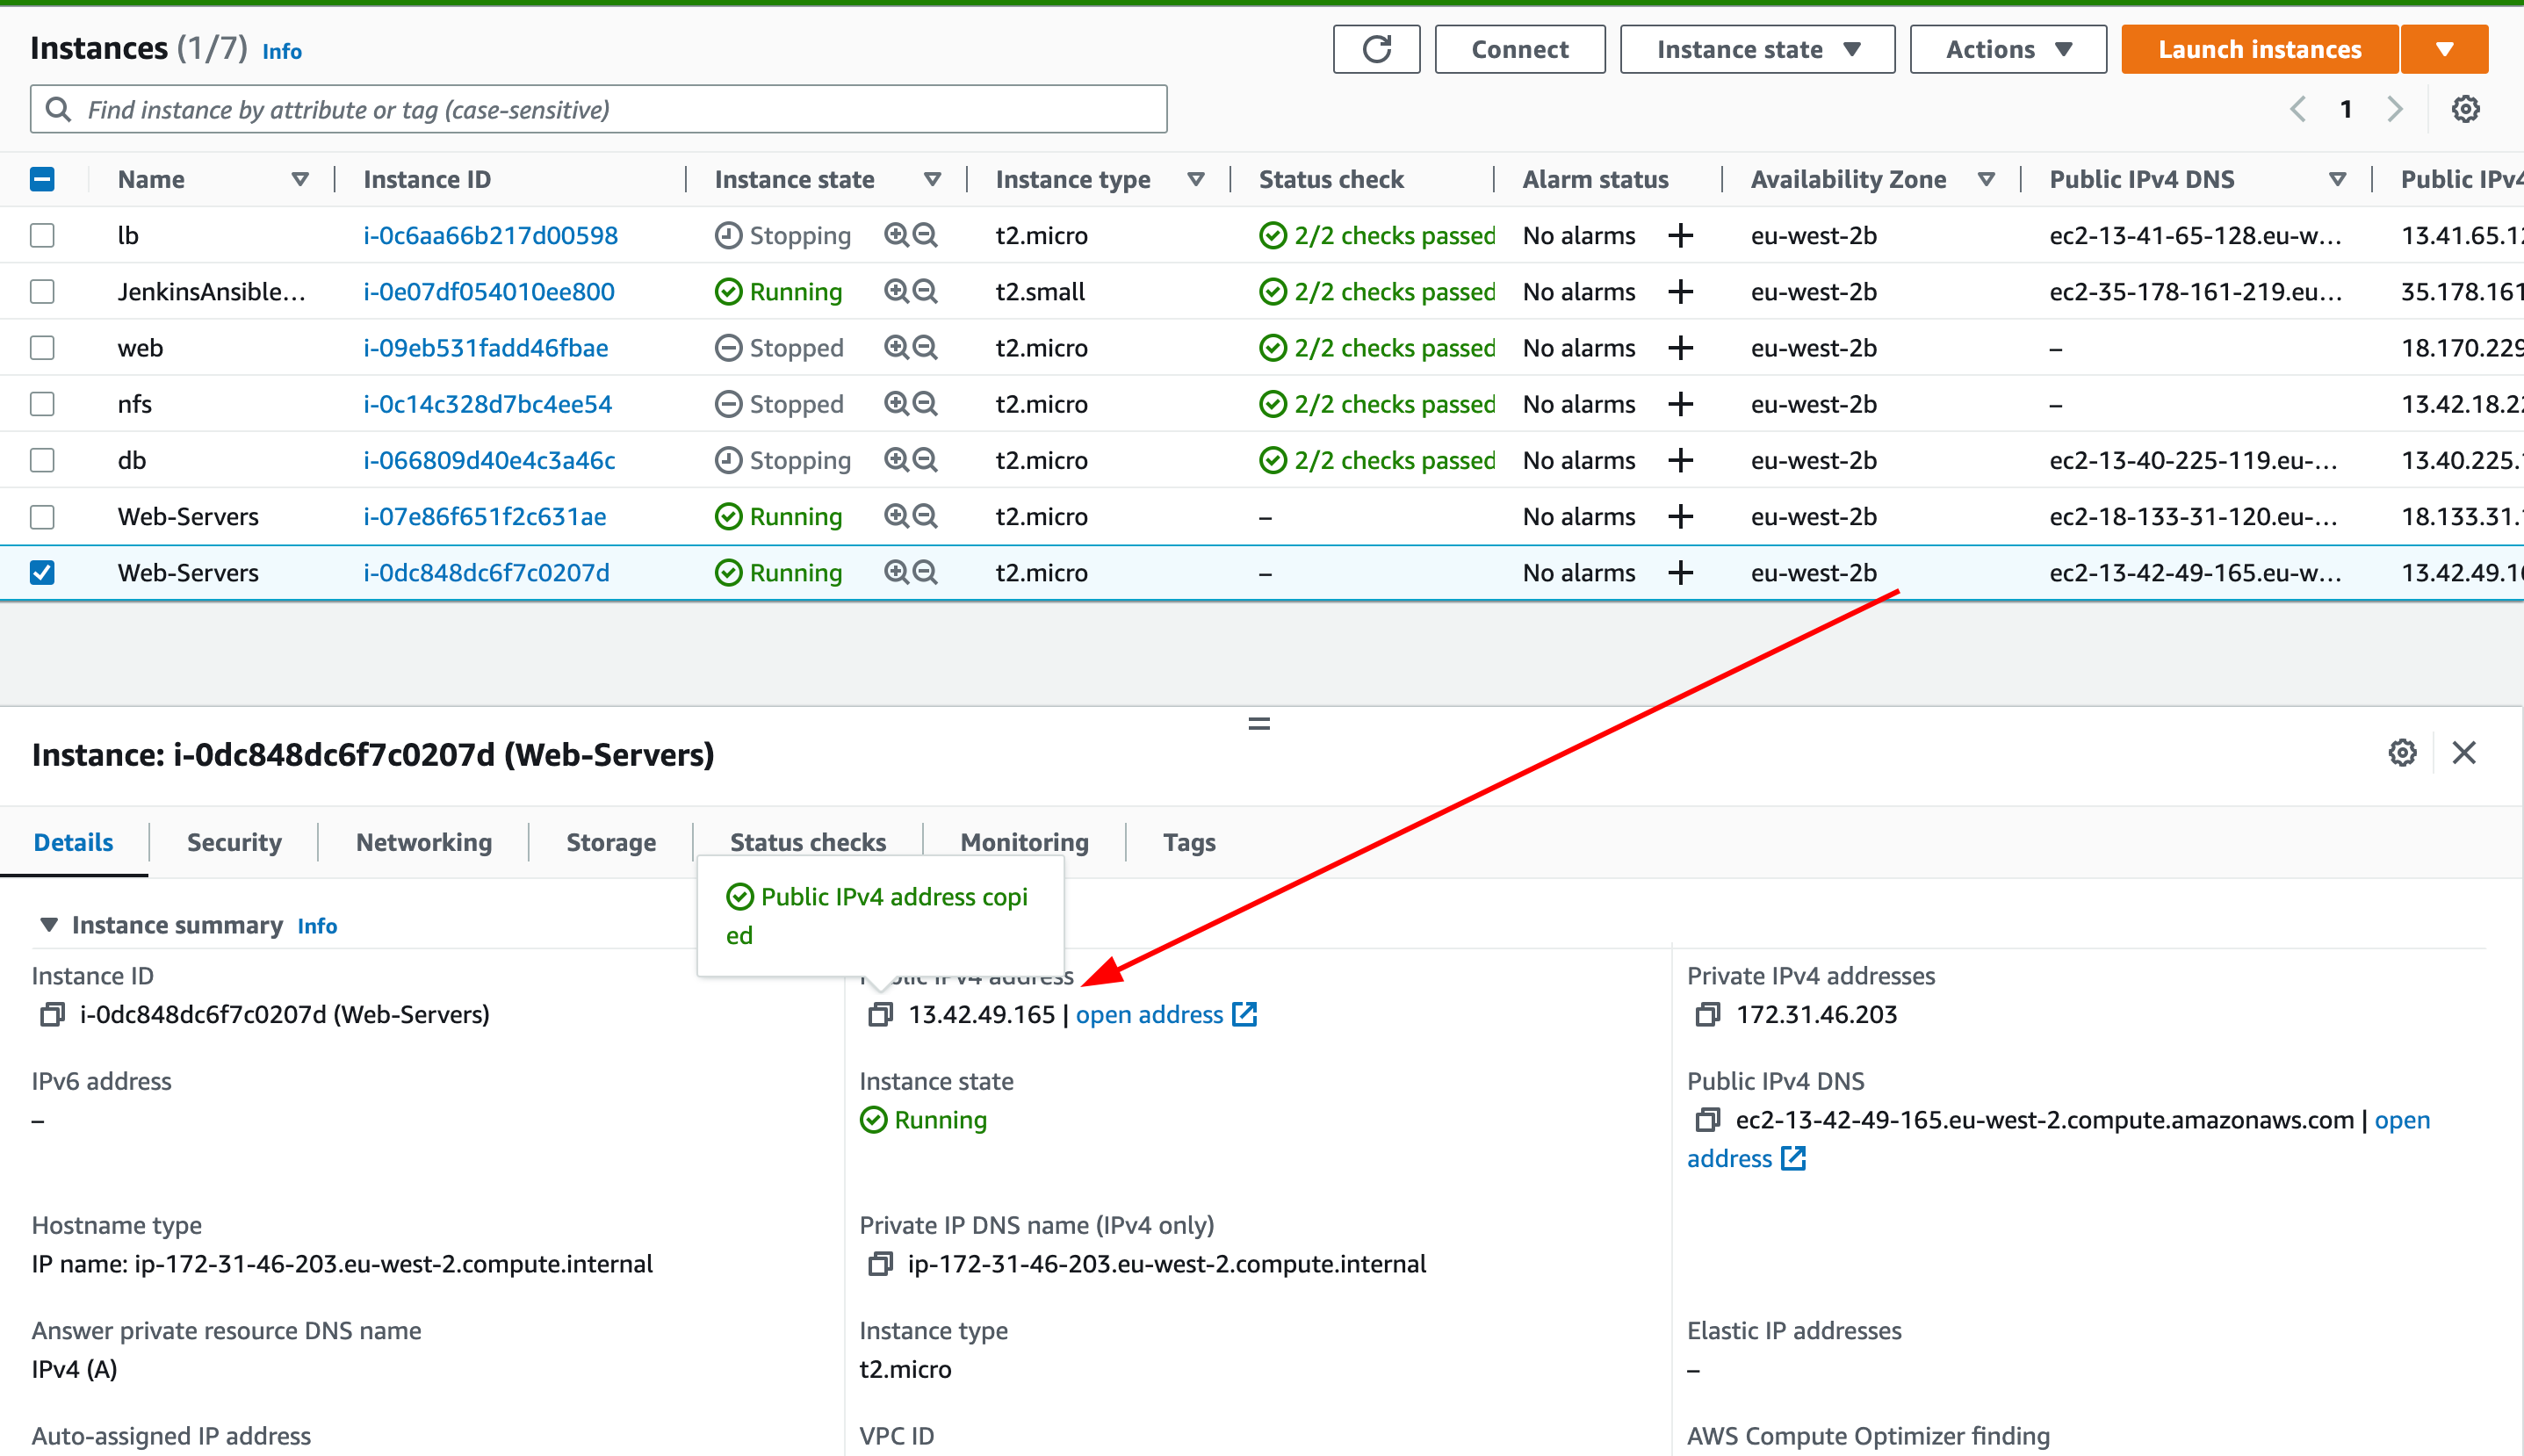 Instances (1/7) Info
Connect
Instance state
Actions
Launch instances
Find instance by attribute or tag (case-sensitive)
1
Name Instance ID Instance state Instance type Status check Alarm status Availability Zone Public IPv4 DNS Public IPv4
lb i-0c6aa66b217d00598 Stopping t2.micro 2/2 checks passed No alarms + eu-west-2b ec2-13-41-65-128.eu-w... 13.41.65.12
JenkinsAnsible... i-0e07df054010ee800 Running t2.small 2/2 checks passed No alarms + eu-west-2b ec2-35-178-161-219.eu... 35.178.161
web i-09eb531fadd46fbae Stopped t2.micro 2/2 checks passed No alarms + eu-west-2b – 18.170.229
nfs i-0c14c328d7bc4ee54 Stopped t2.micro 2/2 checks passed No alarms + eu-west-2b – 13.42.18.22
db i-066809d40e4c3a46c Stopping t2.micro 2/2 checks passed No alarms + eu-west-2b ec2-13-40-225-119.eu-... 13.40.225.
Web-Servers i-07e86f651f2c631ae Running t2.micro – No alarms + eu-west-2b ec2-18-133-31-120.eu-... 18.133.31.
Web-Servers i-0dc848dc6f7c0207d Running t2.micro – No alarms + eu-west-2b ec2-13-42-49-165.eu-w... 13.42.49.16
Instance: i-0dc848dc6f7c0207d (Web-Servers)
Details Security Networking Storage Status checks Monitoring Tags
Public IPv4 address copi
ed
Instance summary Info
Instance ID
i-0dc848dc6f7c0207d (Web-Servers)
Public IPv4 address
13.42.49.165 | open address
Private IPv4 addresses
172.31.46.203
IPv6 address
–
Instance state
Running
Public IPv4 DNS
ec2-13-42-49-165.eu-west-2.compute.amazonaws.com | open
address
Hostname type
IP name: ip-172-31-46-203.eu-west-2.compute.internal
Private IP DNS name (IPv4 only)
ip-172-31-46-203.eu-west-2.compute.internal
Answer private resource DNS name
IPv4 (A)
Instance type
t2.micro
Elastic IP addresses
–
Auto-assigned IP address
VPC ID
AWS Compute Optimizer finding